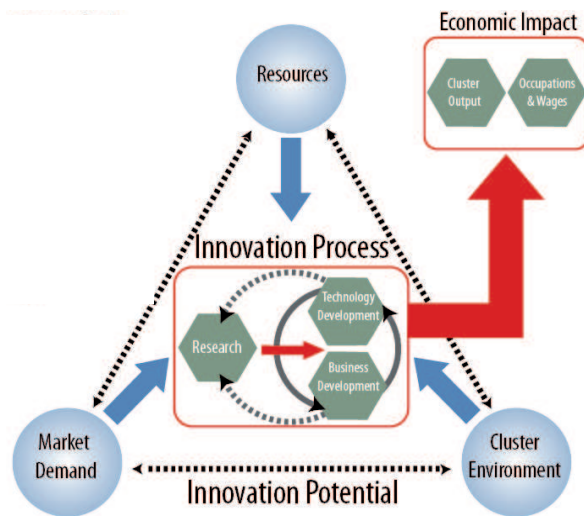 Economic Impact
Cluster
Output
Occupations
& Wages
Resources
Innovation Process
Technology
Development
Research
Business
Development
Market
Demand
Cluster
Environment
Innovation Potential